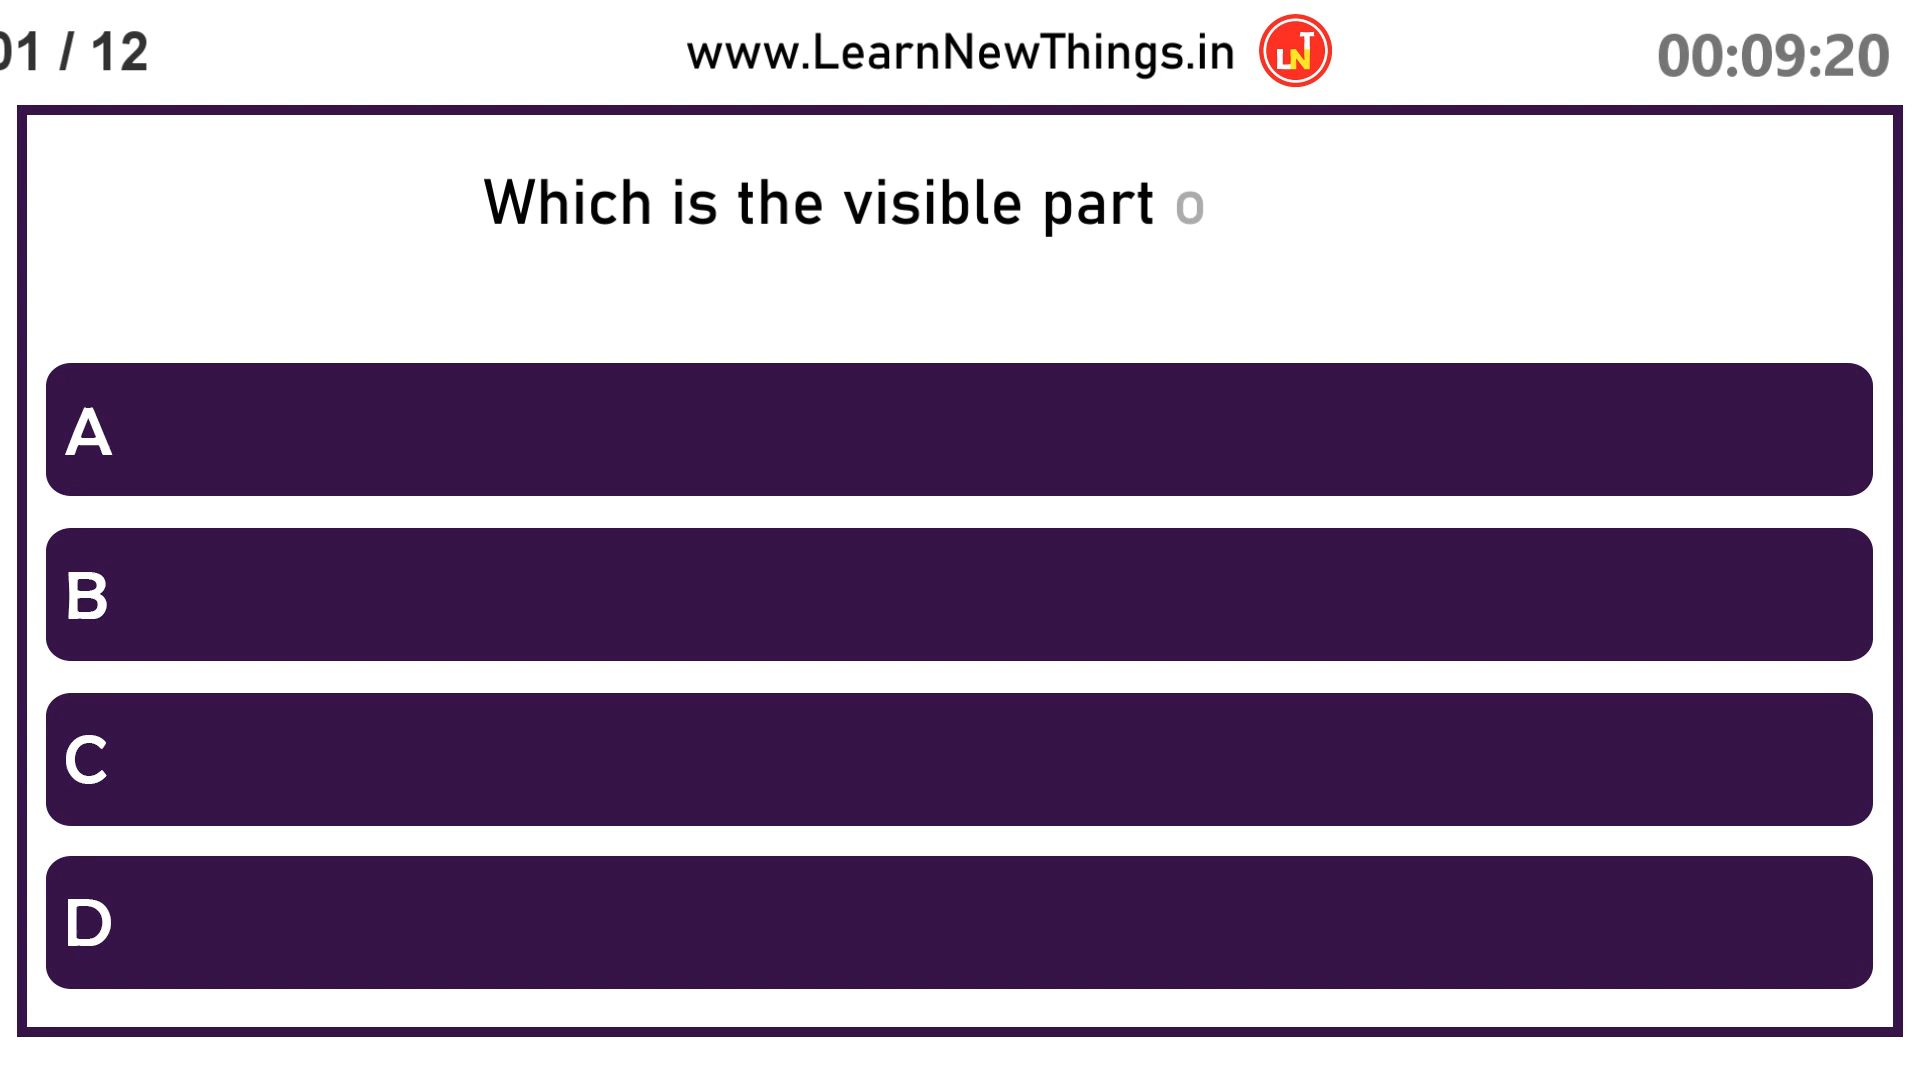 01 / 12
www.LearnNewThings.in
LNT
00:09:20
Which is the visible part o
A
B
C
D